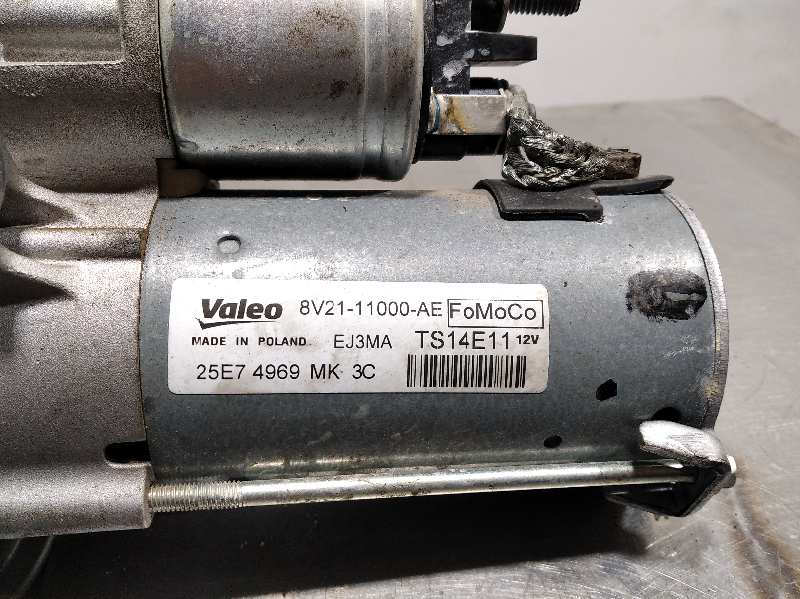 Valeo 8V21-11000-AE FoMoCo
MADE IN POLAND EJ3MA TS14E11 12V
25E7 4969 MK 3C